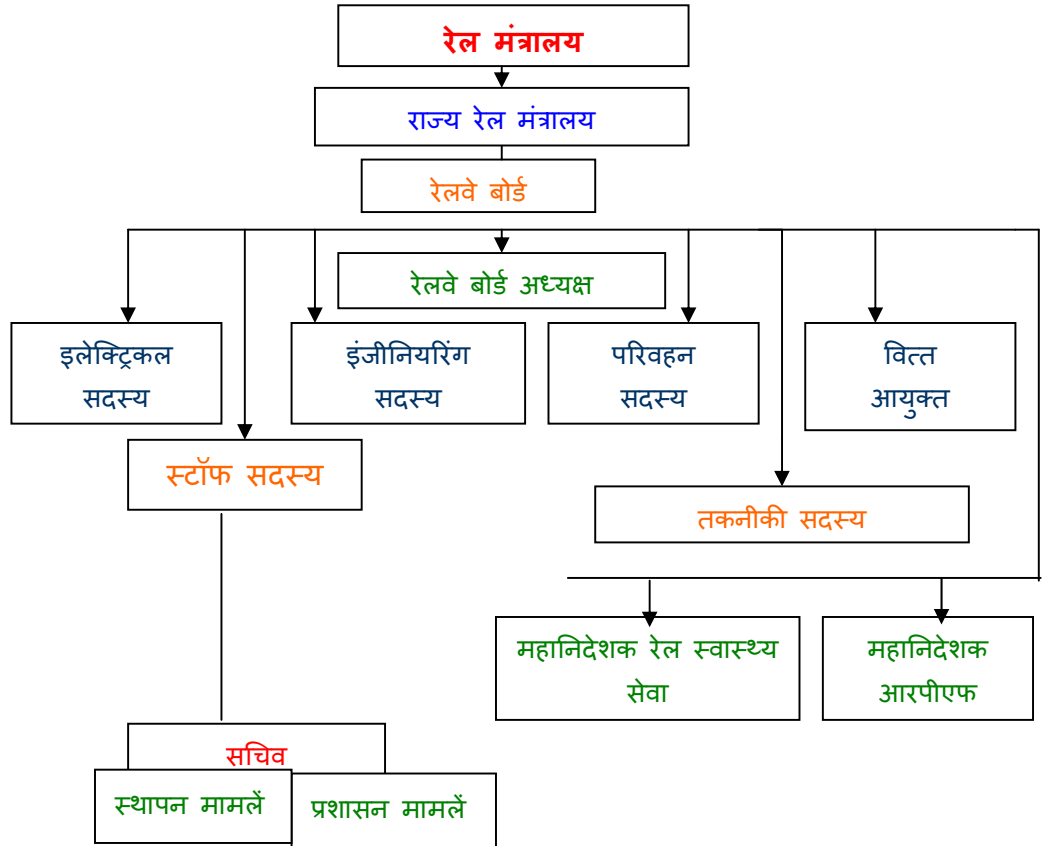 रेल मंत्रालय
राज्य रेल मंत्रालय
रेलवे बोर्ड
रेलवे बोर्ड अध्यक्ष
इलेक्ट्रिकल
सदस्य
इंजीनियरिंग
सदस्य
परिवहन
सदस्य
वित्त
आयुक्त
स्टॉफ सदस्य
तकनीकी सदस्य
महानिदेशक रेल स्वास्थ्य
सेवा
महानिदेशक
आरपीएफ
सचिव
स्थापन मामलें
प्रशासन मामलें